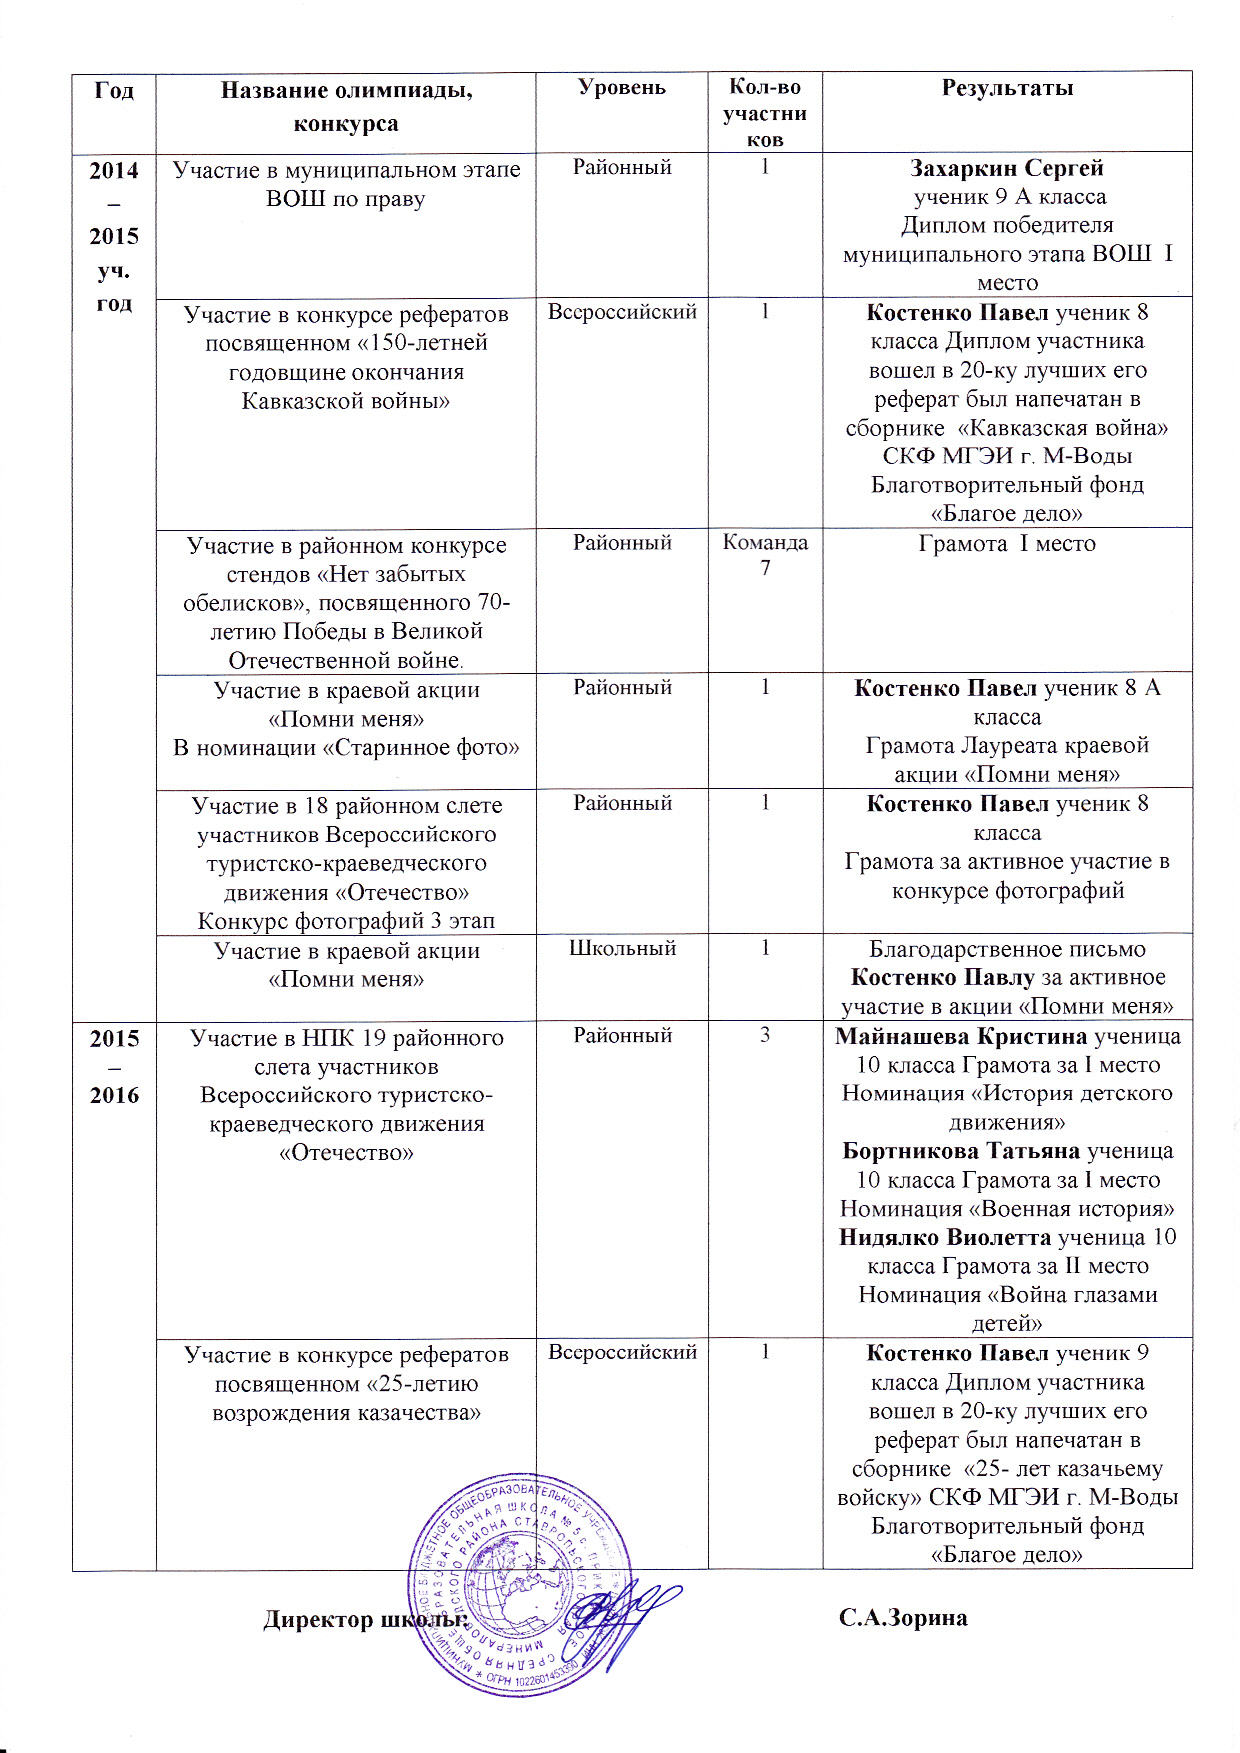 Год
Название олимпиады,
конкурса
Уровень
Кол-во
участни
ков
Результаты
2014
–
2015
уч.
год
Участие в муниципальном этапе
ВОШ по праву
Районный
1
Захаркин Сергей
ученик 9 А класса
Диплом победителя
муниципального этапа ВОШ I
место
Участие в конкурсе рефератов
посвященном «150-летней
годовщине окончания
Кавказской войны»
Всероссийский
1
Костенко Павел ученик 8
класса Диплом участника
вошел в 20-ку лучших его
реферат был напечатан в
сборнике «Кавказская война»
СКФ МГЭИ г. М-Воды
Благотворительный фонд
«Благое дело»
Участие в районном конкурсе
стендов «Нет забытых
обелисков», посвященного 70-
летию Победы в Великой
Отечественной войне.
Районный
Команда
7
Грамота I место
Участие в краевой акции
«Помни меня»
В номинации «Старинное фото»
Районный
1
Костенко Павел ученик 8 А
класса
Грамота Лауреата краевой
акции «Помни меня»
Участие в 18 районном слете
участников Всероссийского
туристско-краеведческого
движения «Отечество»
Конкурс фотографий 3 этап
Районный
1
Костенко Павел ученик 8
класса
Грамота за активное участие в
конкурсе фотографий
Участие в краевой акции
«Помни меня»
Школьный
1
Благодарственное письмо
Костенко Павлу за активное
участие в акции «Помни меня»
2015
–
2016
Участие в НПК 19 районного
слета участников
Всероссийского туристско-
краеведческого движения
«Отечество»
Районный
3
Майнашева Кристина ученица
10 класса Грамота за I место
Номинация «История детского
движения»
Бортникова Татьяна ученица
10 класса Грамота за I место
Номинация «Военная история»
Нидялко Виолетта ученица 10
класса Грамота за II место
Номинация «Война глазами
детей»
Участие в конкурсе рефератов
посвященном «25-летию
возрождения казачества»
Всероссийский
1
Костенко Павел ученик 9
класса Диплом участника
вошел в 20-ку лучших его
реферат был напечатан в
сборнике «25- лет казачьему
войску» СКФ МГЭИ г. М-Воды
Благотворительный фонд
«Благое дело»
Директор школы:
С.А.Зорина
ОБЩЕОБРАЗОВАТЕЛЬНОЕ
ОГРН 1022601453390
СРЕДНЯЯ ОБЩЕОБРАЗОВАТЕЛЬНАЯ ШКОЛА № 5
МИНЕРАЛОВОДСКОГО РАЙОНА